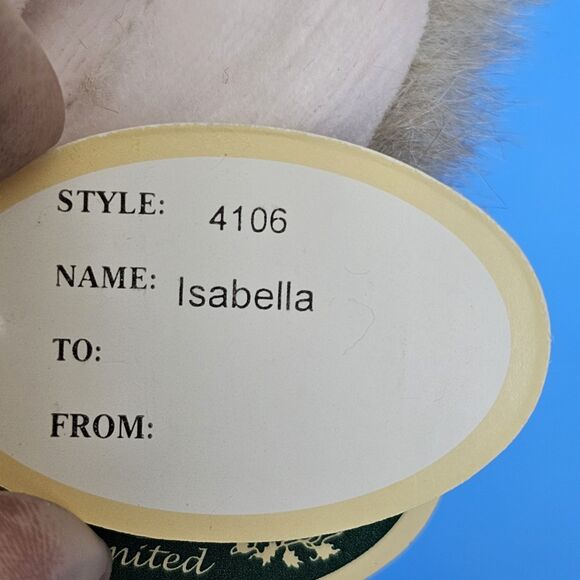 STYLE: 4106
NAME: Isabella
TO:
FROM: